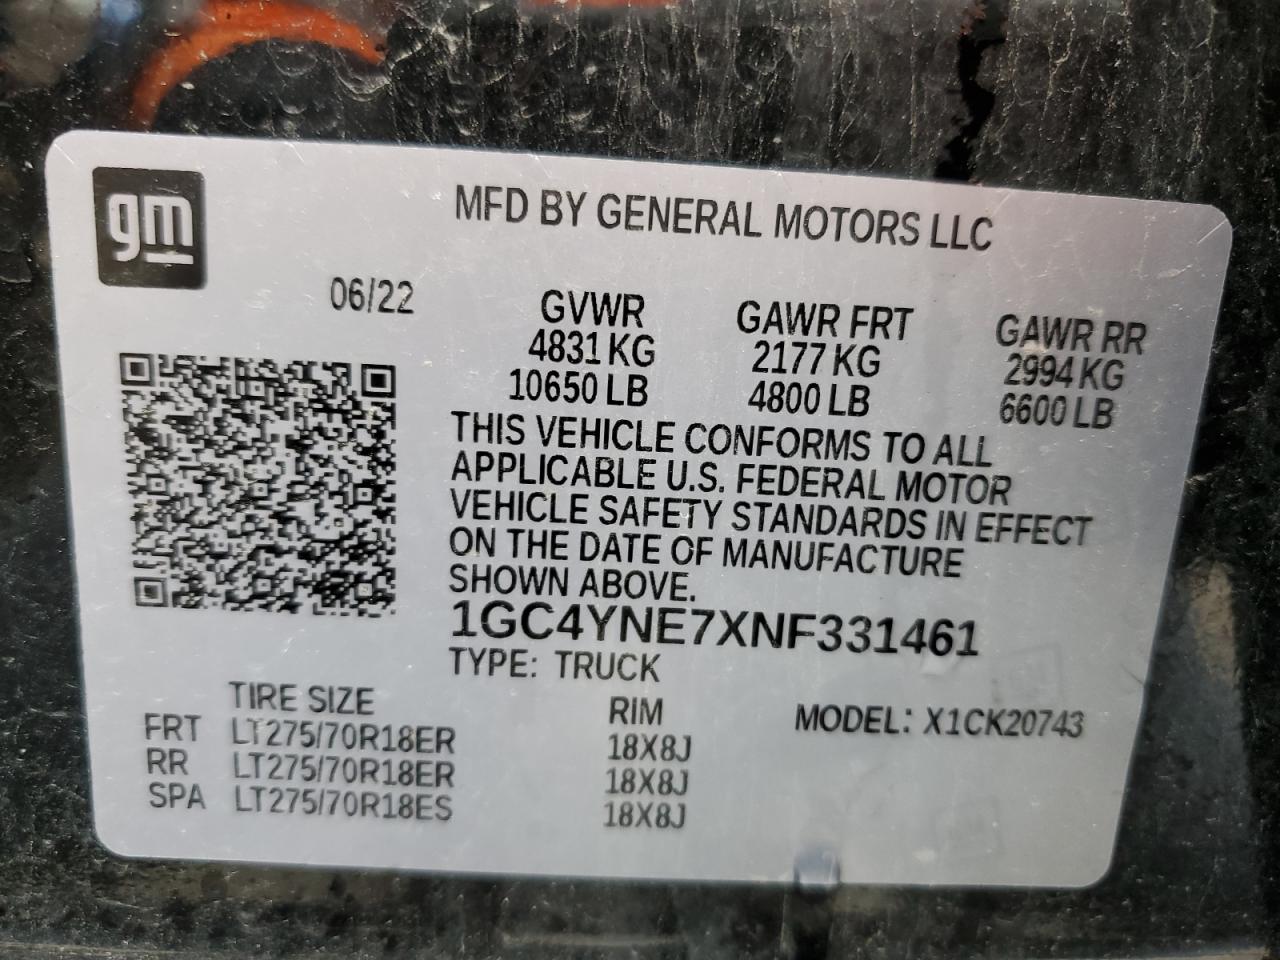 gm
MFD BY GENERAL MOTORS LLC
06/22
GVWR GAWR FRT GAWR RR
4831 KG 2177 KG 2994 KG
10650 LB 4800 LB 6600 LB
THIS VEHICLE CONFORMS TO ALL
APPLICABLE U.S. FEDERAL MOTOR
VEHICLE SAFETY STANDARDS IN EFFECT
ON THE DATE OF MANUFACTURE
SHOWN ABOVE.
1GC4YNE7XNF331461
TYPE: TRUCK
TIRE SIZE RIM MODEL: X1CK20743
FRT LT275/70R18ER 18X8J
RR LT275/70R18ER 18X8J
SPA LT275/70R18ES 18X8J